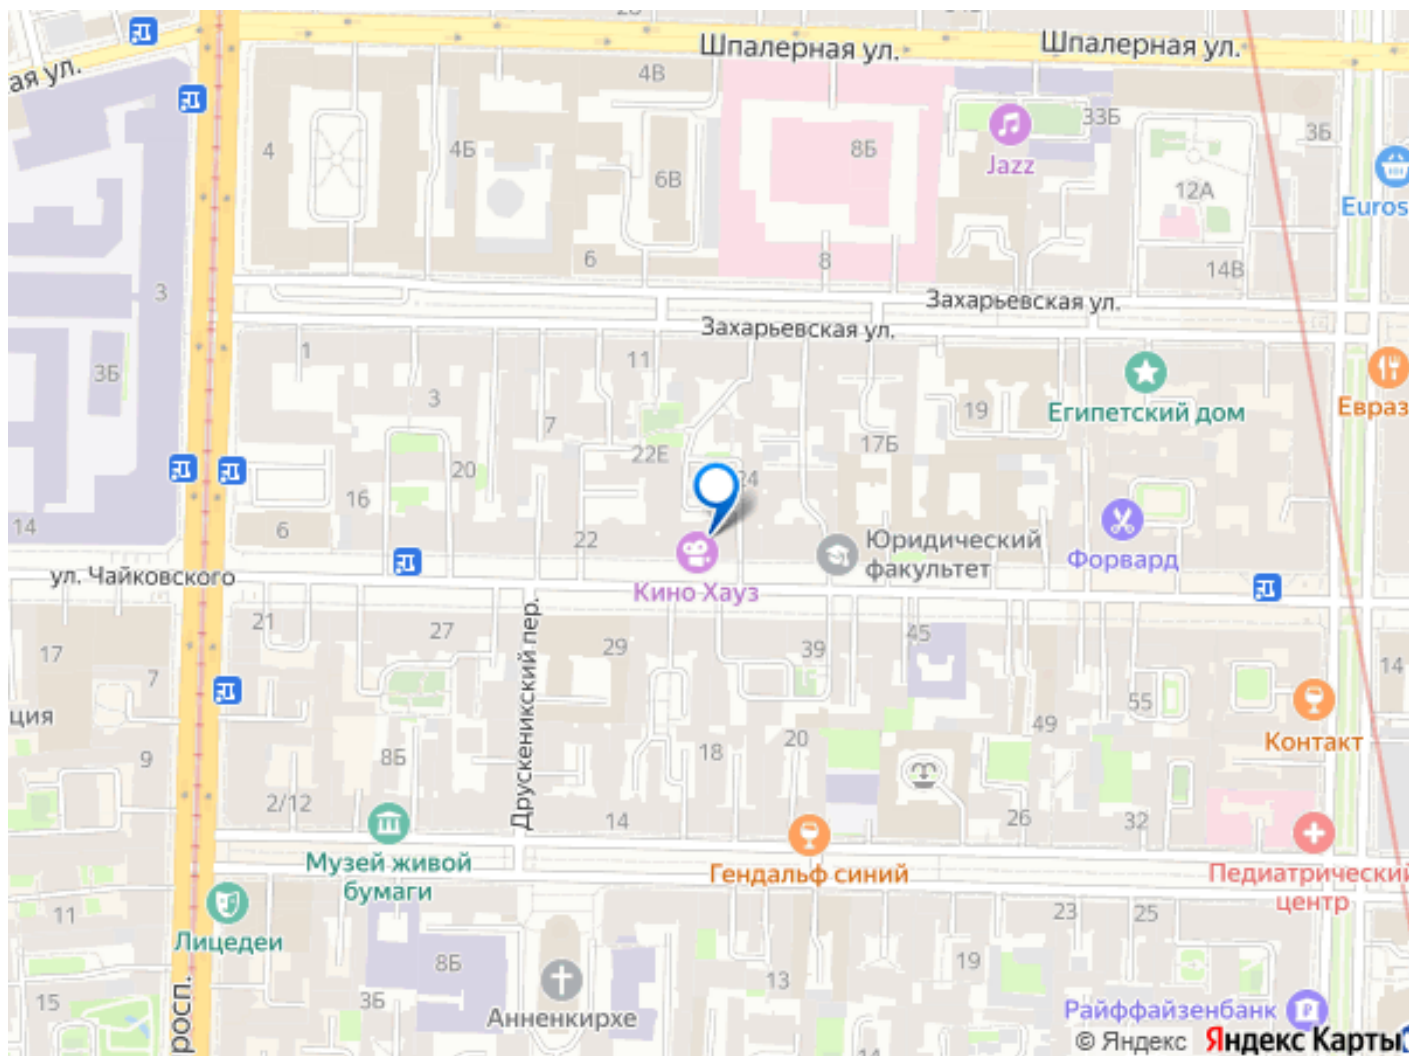 Шпалерная ул.
Шпалерная ул.
ая ул.
4В
4
4Б
6В
8Б
33Б
3Б
Jazz
12А
Euros
6
8
14В
3
Захарьевская ул.
Захарьевская ул.
1
11
3Б
3
7
19
Египетский дом
Евраз
17Б
22Е
20
24
16
14
6
22
Юридический
факультет
Форвард
ул. Чайковского
Кино Хауз
21
27
29
39
45
17
7
14
ция
Друскеникский пер.
55
49
Контакт
9
8Б
18
20
2/12
14
26
32
Музей живой
бумаги
Гендальф синий
Педиатрический
центр
11
23
25
Лицедеи
8Б
19
13
15
3Б
росп.
Анненкирхе
Райффайзенбанк
14
© Яндекс Яндекс Карты